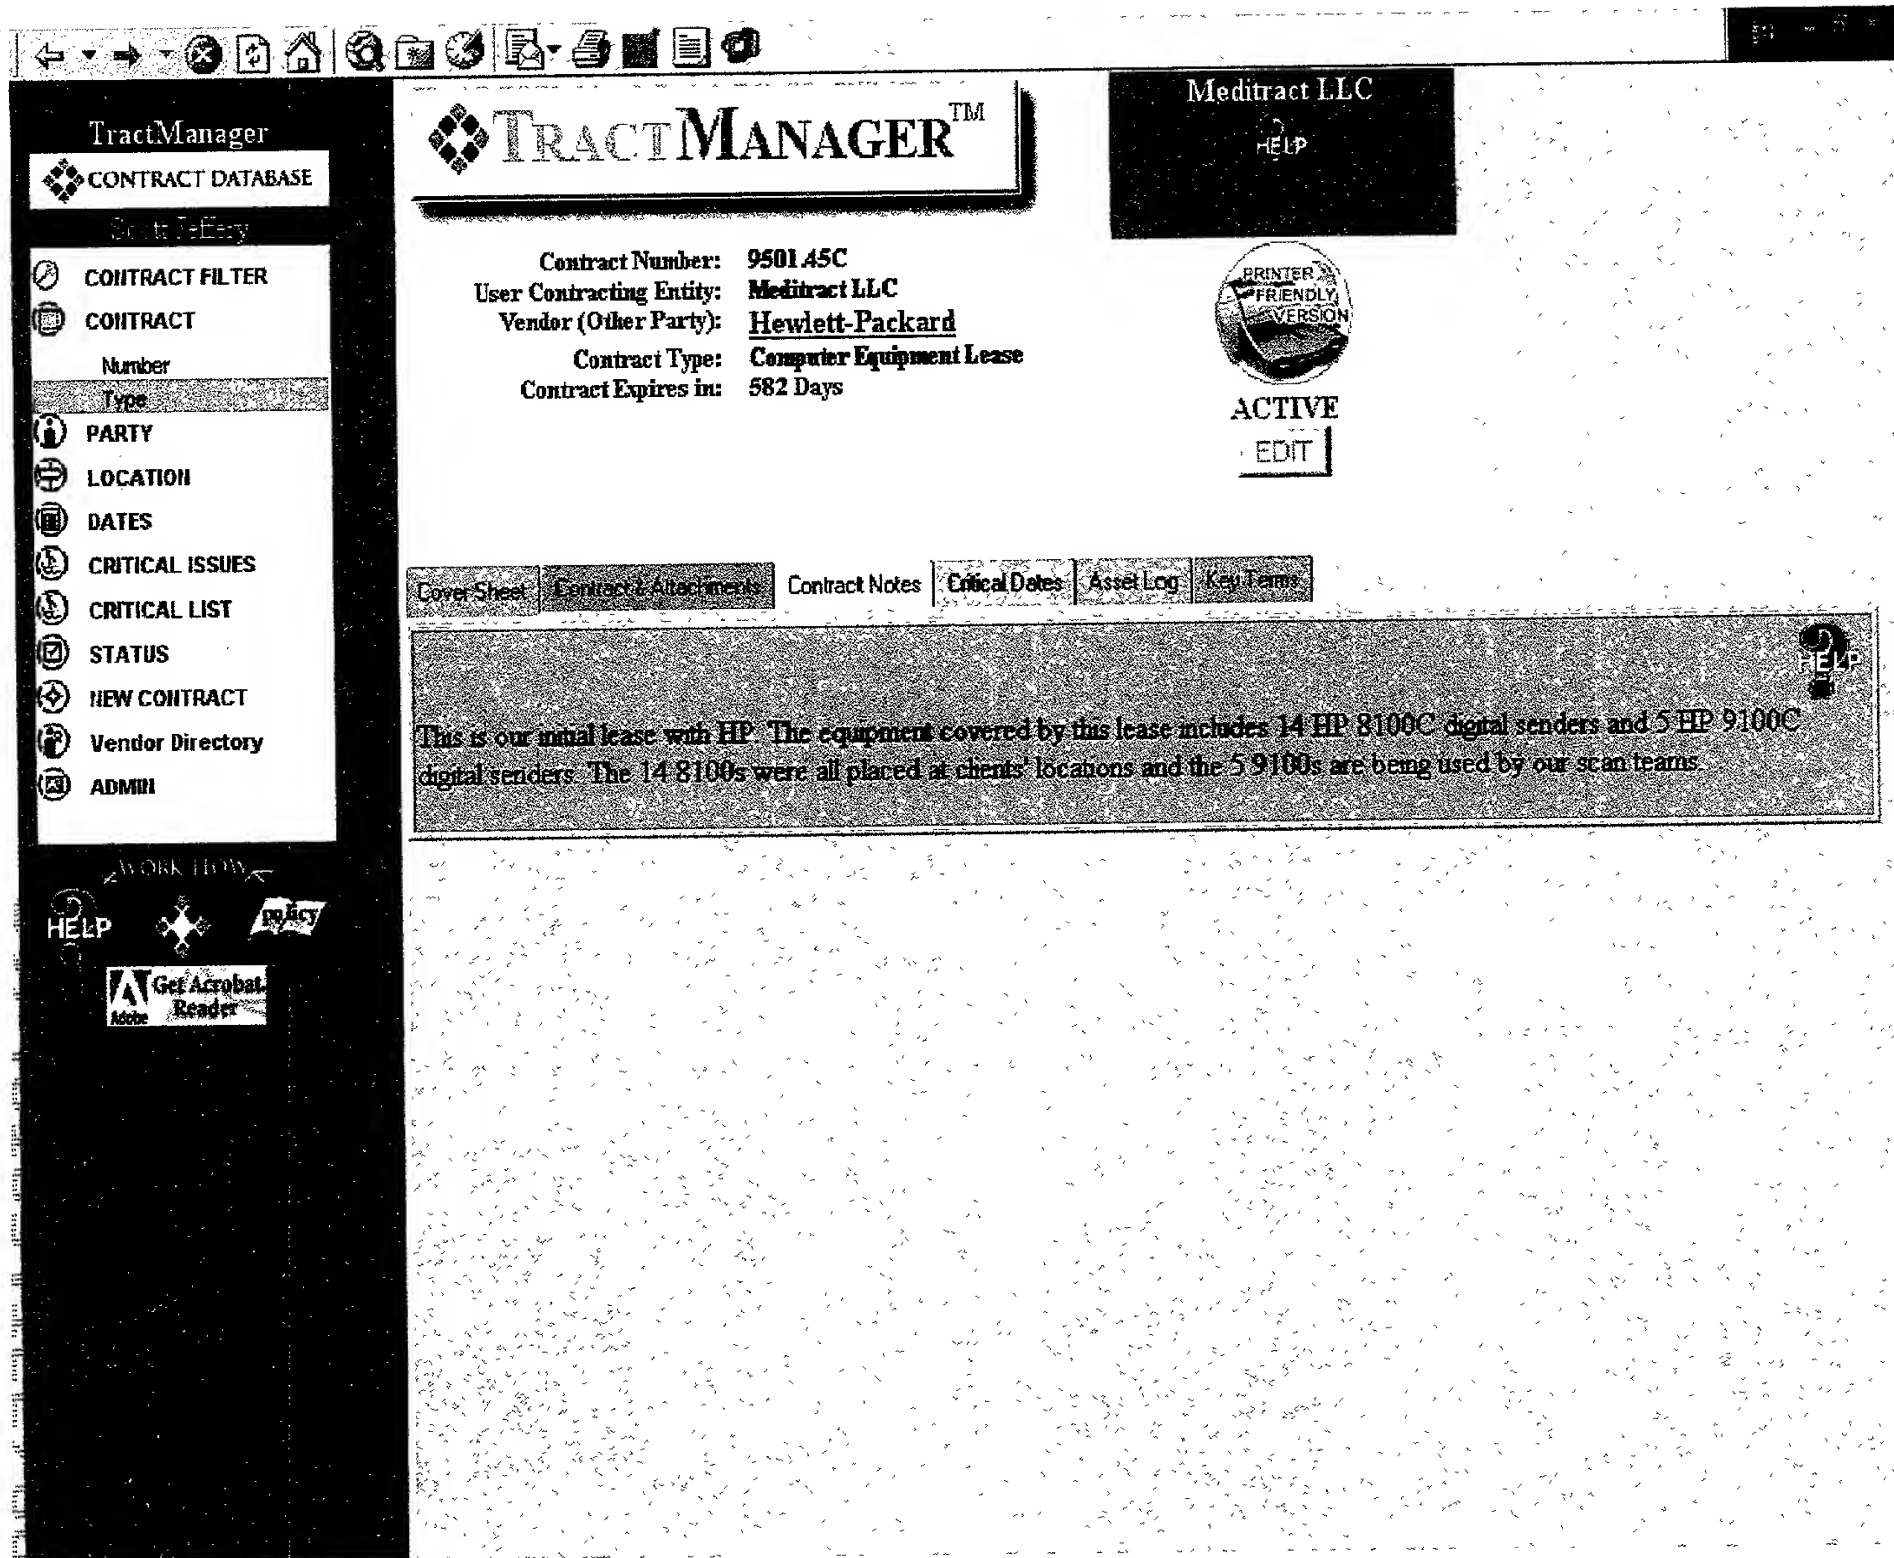 Meditract LLC
HELP
TractManager
CONTRACT DATABASE
Scott Jeffery
CONTRACT FILTER
CONTRACT
Number
Type
PARTY
LOCATION
DATES
CRITICAL ISSUES
CRITICAL LIST
STATUS
NEW CONTRACT
Vendor Directory
ADMIN
WORK FLOW
HELP
policy
Get Acrobat
Reader
Adobe
TRACTMANAGER™
Contract Number: 9501.45C
User Contracting Entity: Meditract LLC
Vendor (Other Party): Hewlett-Packard
Contract Type: Computer Equipment Lease
Contract Expires in: 582 Days
PRINTER
FRIENDLY
VERSION
ACTIVE
EDIT
Cover Sheet Contract & Attachments Contract Notes Critical Dates Asset Log Key Terms
HELP
This is our initial lease with HP. The equipment covered by this lease includes 14 HP 8100C digital senders and 5 HP 9100C
digital senders. The 14 8100s were all placed at clients' locations and the 5 9100s are being used by our scan teams.